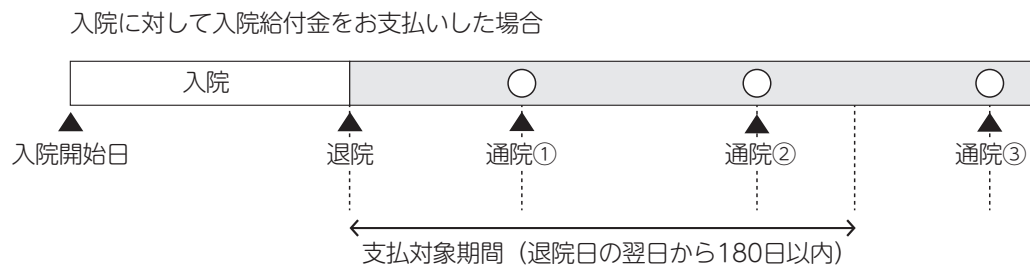 入院に対して入院給付金をお支払いした場合
入院
入院開始日
退院
通院①
通院②
通院③
支払対象期間（退院日の翌日から180日以内）